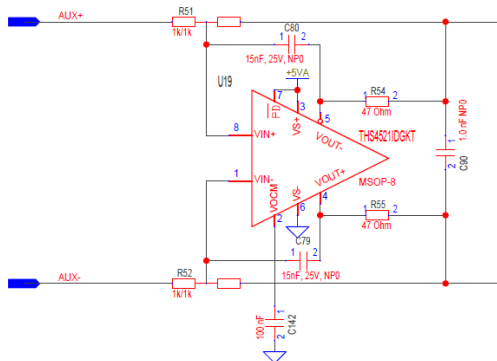 AUX+
R51
1k/1k
C80
1
2
15nF, 25V, NP0
+5VA
U19
7
3
PD
VS+
5
VOUT-
R54
1
2
47 Ohm
THS4521IDGKT
8
VIN+
1
VIN-
MSOP-8
1.0 nF NP0
1
2
C90
VOCM
VS-
VOUT+
2
6
4
R55
1
2
47 Ohm
C79
1
2
15nF, 25V, NP0
AUX-
R52
1k/1k
100 nF
1
2
C142